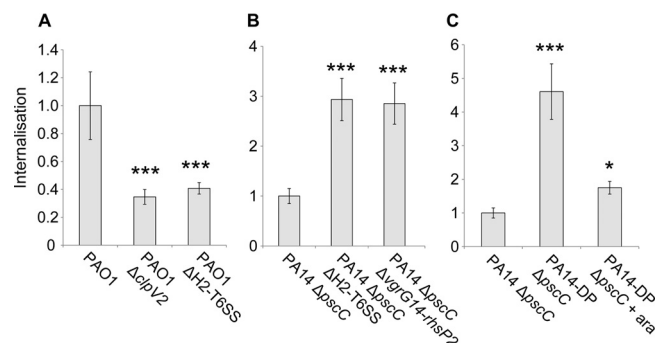 A
Internalisation
1.4
1.2
1.0
0.8
0.6
0.4
0.2
0
***
***
PAO1
PAO1
ΔclpV2
PAO1
ΔH2-T6SS
B
4
3
2
1
0
***
***
PA14 ΔpscC
PA14 ΔpscC
ΔH2-T6SS
PA14 ΔpscC
ΔvgrG14-rhsP2
C
6
5
4
3
2
1
0
***
*
PA14 ΔpscC
PA14-DP
ΔpscC
PA14-DP
ΔpscC + ara